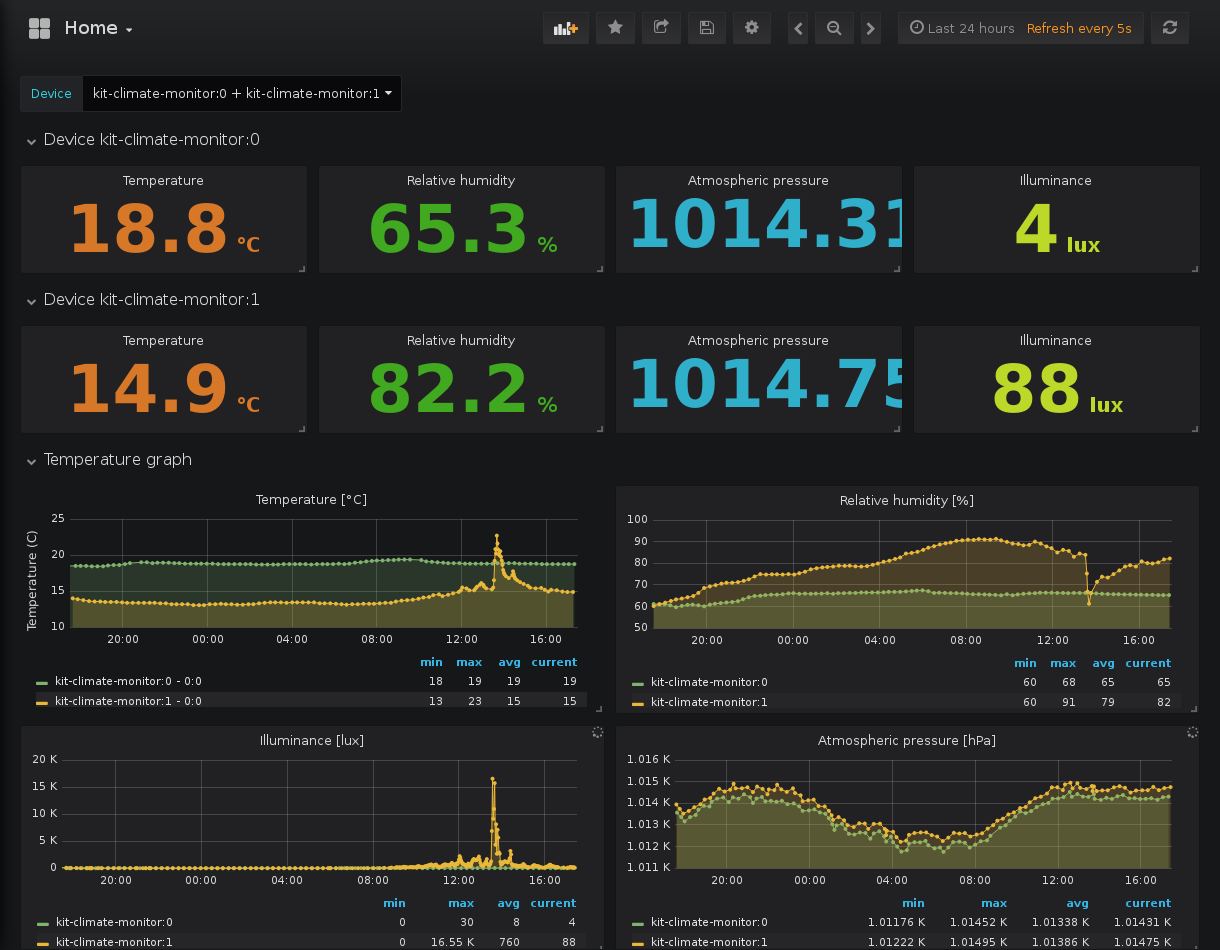 Home
Last 24 hours Refresh every 5s
Device kit-climate-monitor:0 + kit-climate-monitor:1
Device kit-climate-monitor:0
Temperature Relative humidity Atmospheric pressure Illuminance
18.8 °C 65.3 % 1014.31 4 lux
Device kit-climate-monitor:1
Temperature Relative humidity Atmospheric pressure Illuminance
14.9 °C 82.2 % 1014.75 88 lux
Temperature graph
Temperature [°C]
Temperature (C)
25
20
15
10
20:00 00:00 04:00 08:00 12:00 16:00
min max avg current
kit-climate-monitor:0 - 0:0 18 19 19 19
kit-climate-monitor:1 - 0:0 13 23 15 15
Relative humidity [%]
100
90
80
70
60
50
20:00 00:00 04:00 08:00 12:00 16:00
min max avg current
kit-climate-monitor:0 60 68 65 65
kit-climate-monitor:1 60 91 79 82
Illuminance [lux]
20 K
15 K
10 K
5 K
0
20:00 00:00 04:00 08:00 12:00 16:00
min max avg current
kit-climate-monitor:0 0 30 8 4
kit-climate-monitor:1 0 16.55 K 760 88
Atmospheric pressure [hPa]
1.016 K
1.015 K
1.014 K
1.013 K
1.012 K
1.011 K
20:00 00:00 04:00 08:00 12:00 16:00
min max avg current
kit-climate-monitor:0 1.01176 K 1.01452 K 1.01338 K 1.01431 K
kit-climate-monitor:1 1.01222 K 1.01495 K 1.01386 K 1.01475 K